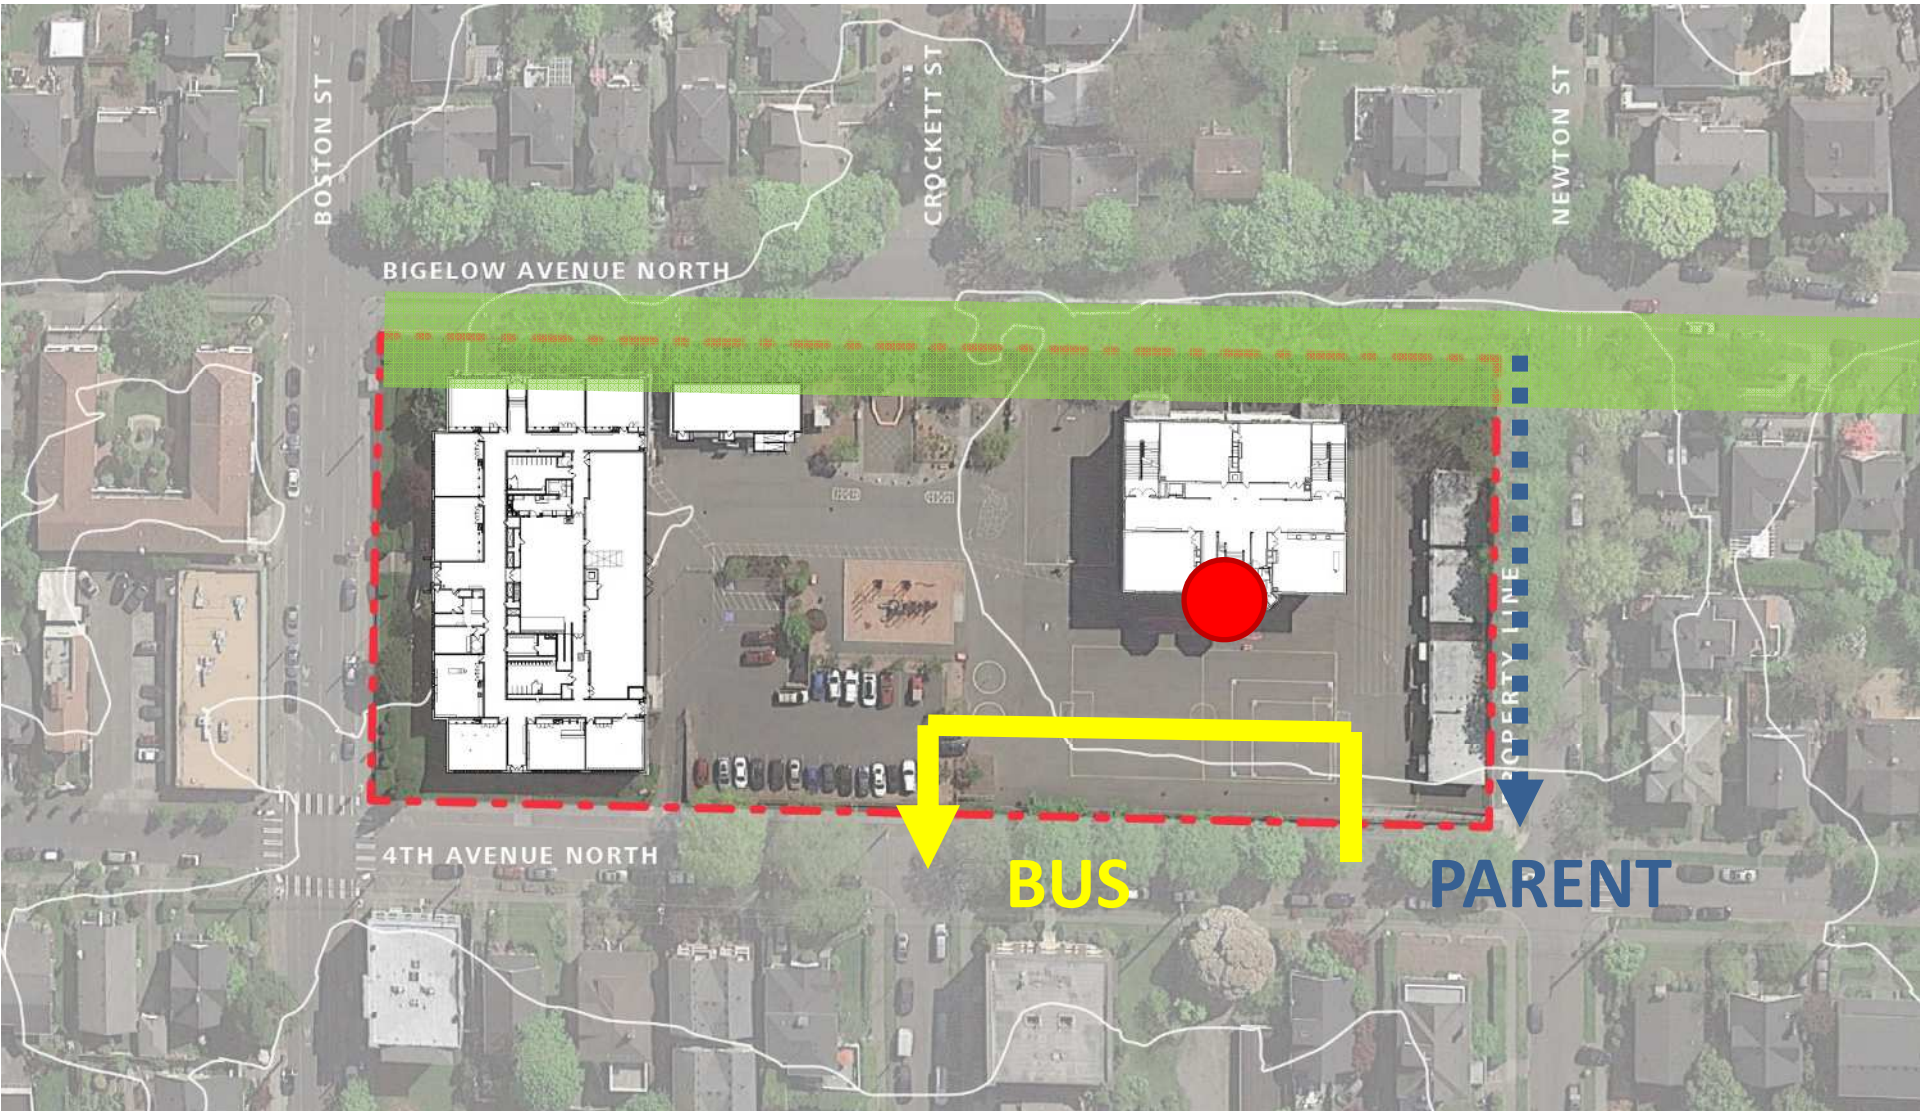 BOSTON ST
CROCKETT ST
NEWTON ST
BIGELOW AVENUE NORTH
PROPERTY LINE
4TH AVENUE NORTH
BUS
PARENT